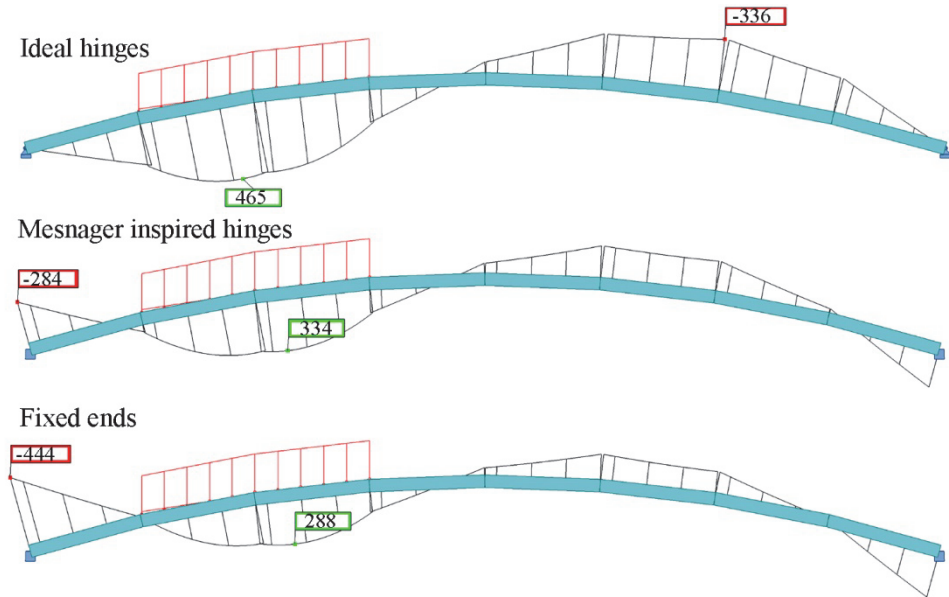 -336
Ideal hinges
465
Mesnager inspired hinges
-284
334
Fixed ends
-444
288